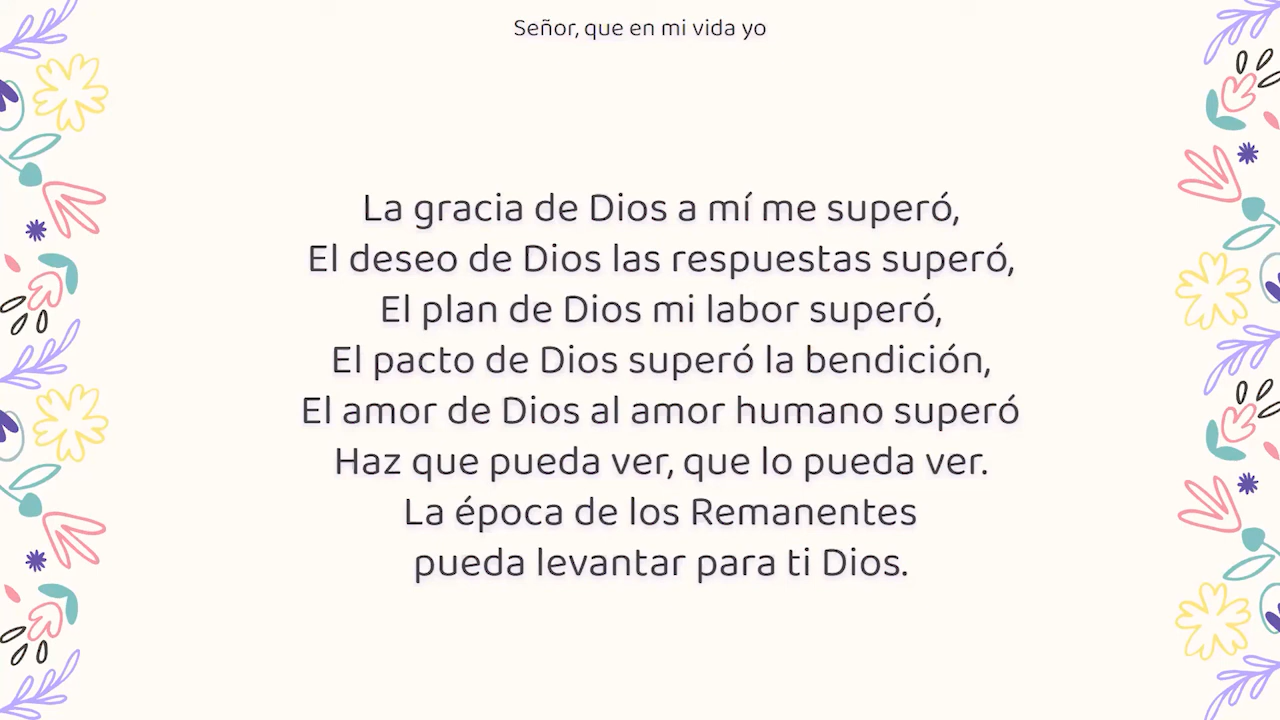 Señor, que en mi vida yo
La gracia de Dios a mí me superó,
El deseo de Dios las respuestas superó,
El plan de Dios mi labor superó,
El pacto de Dios superó la bendición,
El amor de Dios al amor humano superó
Haz que pueda ver, que lo pueda ver.
La época de los Remanentes
pueda levantar para ti Dios.